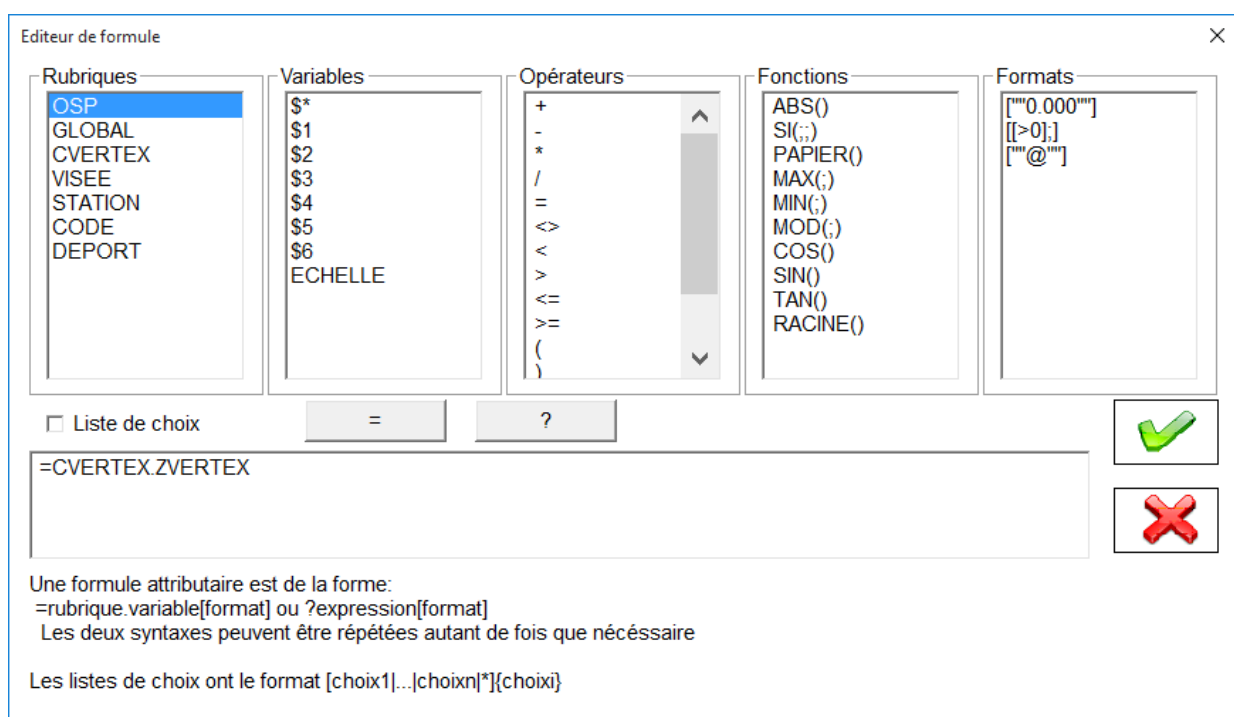 Editeur de formule
Rubriques
OSP
GLOBAL
CVERTEX
VISEE
STATION
CODE
DEPORT
Variables
$*
$1
$2
$3
$4
$5
$6
ECHELLE
Opérateurs
+
-
*
/
=
<>
<
>
<=
>=
(
)
Fonctions
ABS()
SI(;;)
PAPIER()
MAX(;)
MIN(;)
MOD(;)
COS()
SIN()
TAN()
RACINE()
Formats
[""0.000""]
[[>0];]
[""@""]
Liste de choix
=
?
=CVERTEX.ZVERTEX
Une formule attributaire est de la forme:
=rubrique.variable[format] ou ?expression[format]
Les deux syntaxes peuvent être répétées autant de fois que nécéssaire
Les listes de choix ont le format [choix1|...|choixn|*]{choixi}